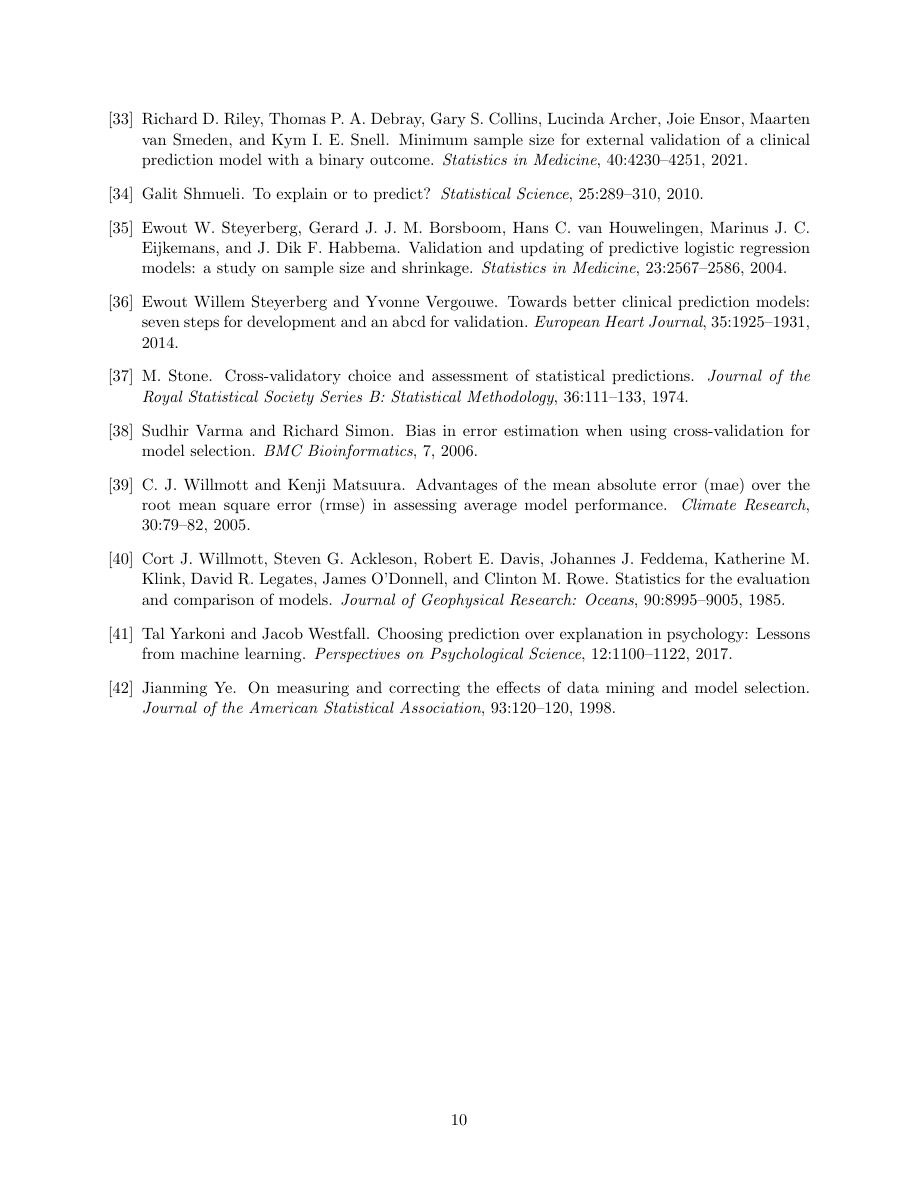 [33] Richard D. Riley, Thomas P. A. Debray, Gary S. Collins, Lucinda Archer, Joie Ensor, Maarten
van Smeden, and Kym I. E. Snell. Minimum sample size for external validation of a clinical
prediction model with a binary outcome. Statistics in Medicine, 40:4230–4251, 2021.
[34] Galit Shmueli. To explain or to predict? Statistical Science, 25:289–310, 2010.
[35] Ewout W. Steyerberg, Gerard J. J. M. Borsboom, Hans C. van Houwelingen, Marinus J. C.
Eijkemans, and J. Dik F. Habbema. Validation and updating of predictive logistic regression
models: a study on sample size and shrinkage. Statistics in Medicine, 23:2567–2586, 2004.
[36] Ewout Willem Steyerberg and Yvonne Vergouwe. Towards better clinical prediction models:
seven steps for development and an abcd for validation. European Heart Journal, 35:1925–1931,
2014.
[37] M. Stone. Cross-validatory choice and assessment of statistical predictions. Journal of the
Royal Statistical Society Series B: Statistical Methodology, 36:111–133, 1974.
[38] Sudhir Varma and Richard Simon. Bias in error estimation when using cross-validation for
model selection. BMC Bioinformatics, 7, 2006.
[39] C. J. Willmott and Kenji Matsuura. Advantages of the mean absolute error (mae) over the
root mean square error (rmse) in assessing average model performance. Climate Research,
30:79–82, 2005.
[40] Cort J. Willmott, Steven G. Ackleson, Robert E. Davis, Johannes J. Feddema, Katherine M.
Klink, David R. Legates, James O'Donnell, and Clinton M. Rowe. Statistics for the evaluation
and comparison of models. Journal of Geophysical Research: Oceans, 90:8995–9005, 1985.
[41] Tal Yarkoni and Jacob Westfall. Choosing prediction over explanation in psychology: Lessons
from machine learning. Perspectives on Psychological Science, 12:1100–1122, 2017.
[42] Jianming Ye. On measuring and correcting the effects of data mining and model selection.
Journal of the American Statistical Association, 93:120–120, 1998.
10